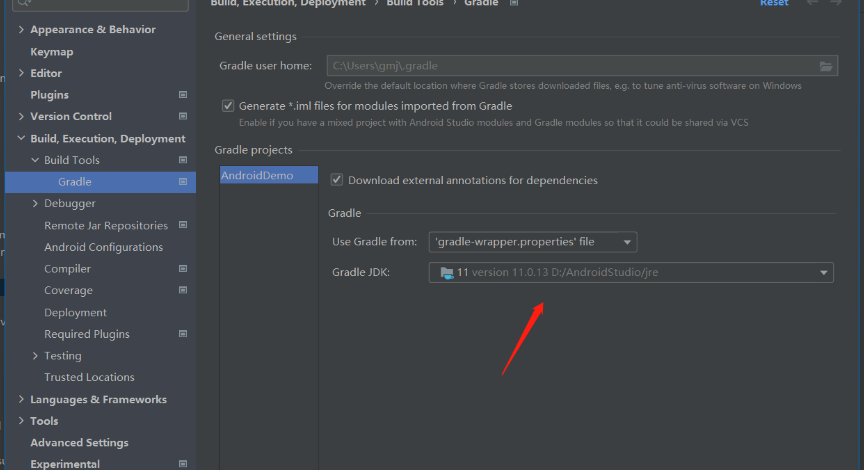 Build, Execution, Deployment › Build Tools › Gradle
Reset
Appearance & Behavior
Keymap
Editor
Plugins
Version Control
Build, Execution, Deployment
Build Tools
Gradle
Debugger
Remote Jar Repositories
Android Configurations
Compiler
Coverage
Deployment
Required Plugins
Testing
Trusted Locations
Languages & Frameworks
Tools
Advanced Settings
Experimental
General settings
Gradle user home: C:\Users\gmj\.gradle
Override the default location where Gradle stores downloaded files, e.g. to tune anti-virus software on Windows
Generate *.iml files for modules imported from Gradle
Enable if you have a mixed project with Android Studio modules and Gradle modules so that it could be shared via VCS
Gradle projects
AndroidDemo
Download external annotations for dependencies
Gradle
Use Gradle from: 'gradle-wrapper.properties' file
Gradle JDK: 11 version 11.0.13 D:/AndroidStudio/jre